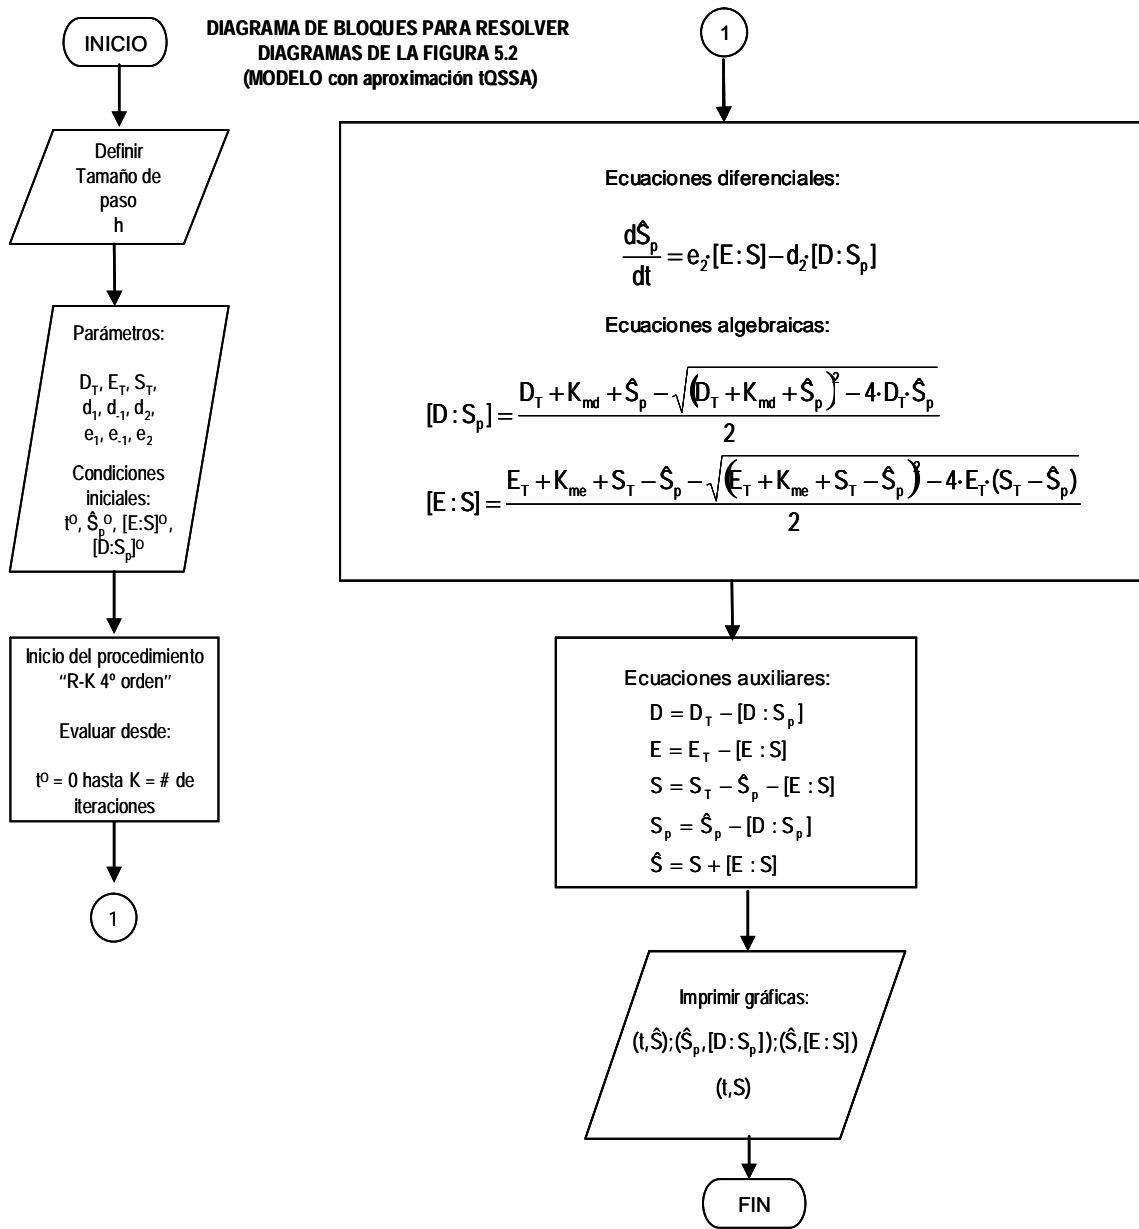 INICIO
DIAGRAMA DE BLOQUES PARA RESOLVER
DIAGRAMAS DE LA FIGURA 5.2
(MODELO con aproximación tQSSA)
Definir
Tamaño de
paso
h
Parámetros:
D_T, E_T, S_T,
d_1, d_-1, d_2,
e_1, e_-1, e_2
Condiciones
iniciales:
t⁰, Ŝ_p⁰, [E:S]⁰,
[D:S_p]⁰
Inicio del procedimiento
"R-K 4º orden"
Evaluar desde:
t⁰ = 0 hasta K = # de
iteraciones
1
1
Ecuaciones diferenciales:
dŜ_p/dt = e_2·[E:S] − d_2·[D:S_p]
Ecuaciones algebraicas:
[D:S_p] = (D_T + K_md + Ŝ_p − √((D_T + K_md + Ŝ_p)² − 4·D_T·Ŝ_p))/2
[E:S] = (E_T + K_me + S_T − Ŝ_p − √((E_T + K_me + S_T − Ŝ_p)² − 4·E_T·(S_T − Ŝ_p)))/2
Ecuaciones auxiliares:
D = D_T − [D:S_p]
E = E_T − [E:S]
S = S_T − Ŝ_p − [E:S]
S_p = Ŝ_p − [D:S_p]
Ŝ = S + [E:S]
Imprimir gráficas:
(t,Ŝ);(Ŝ_p,[D:S_p]);(Ŝ,[E:S])
(t,S)
FIN